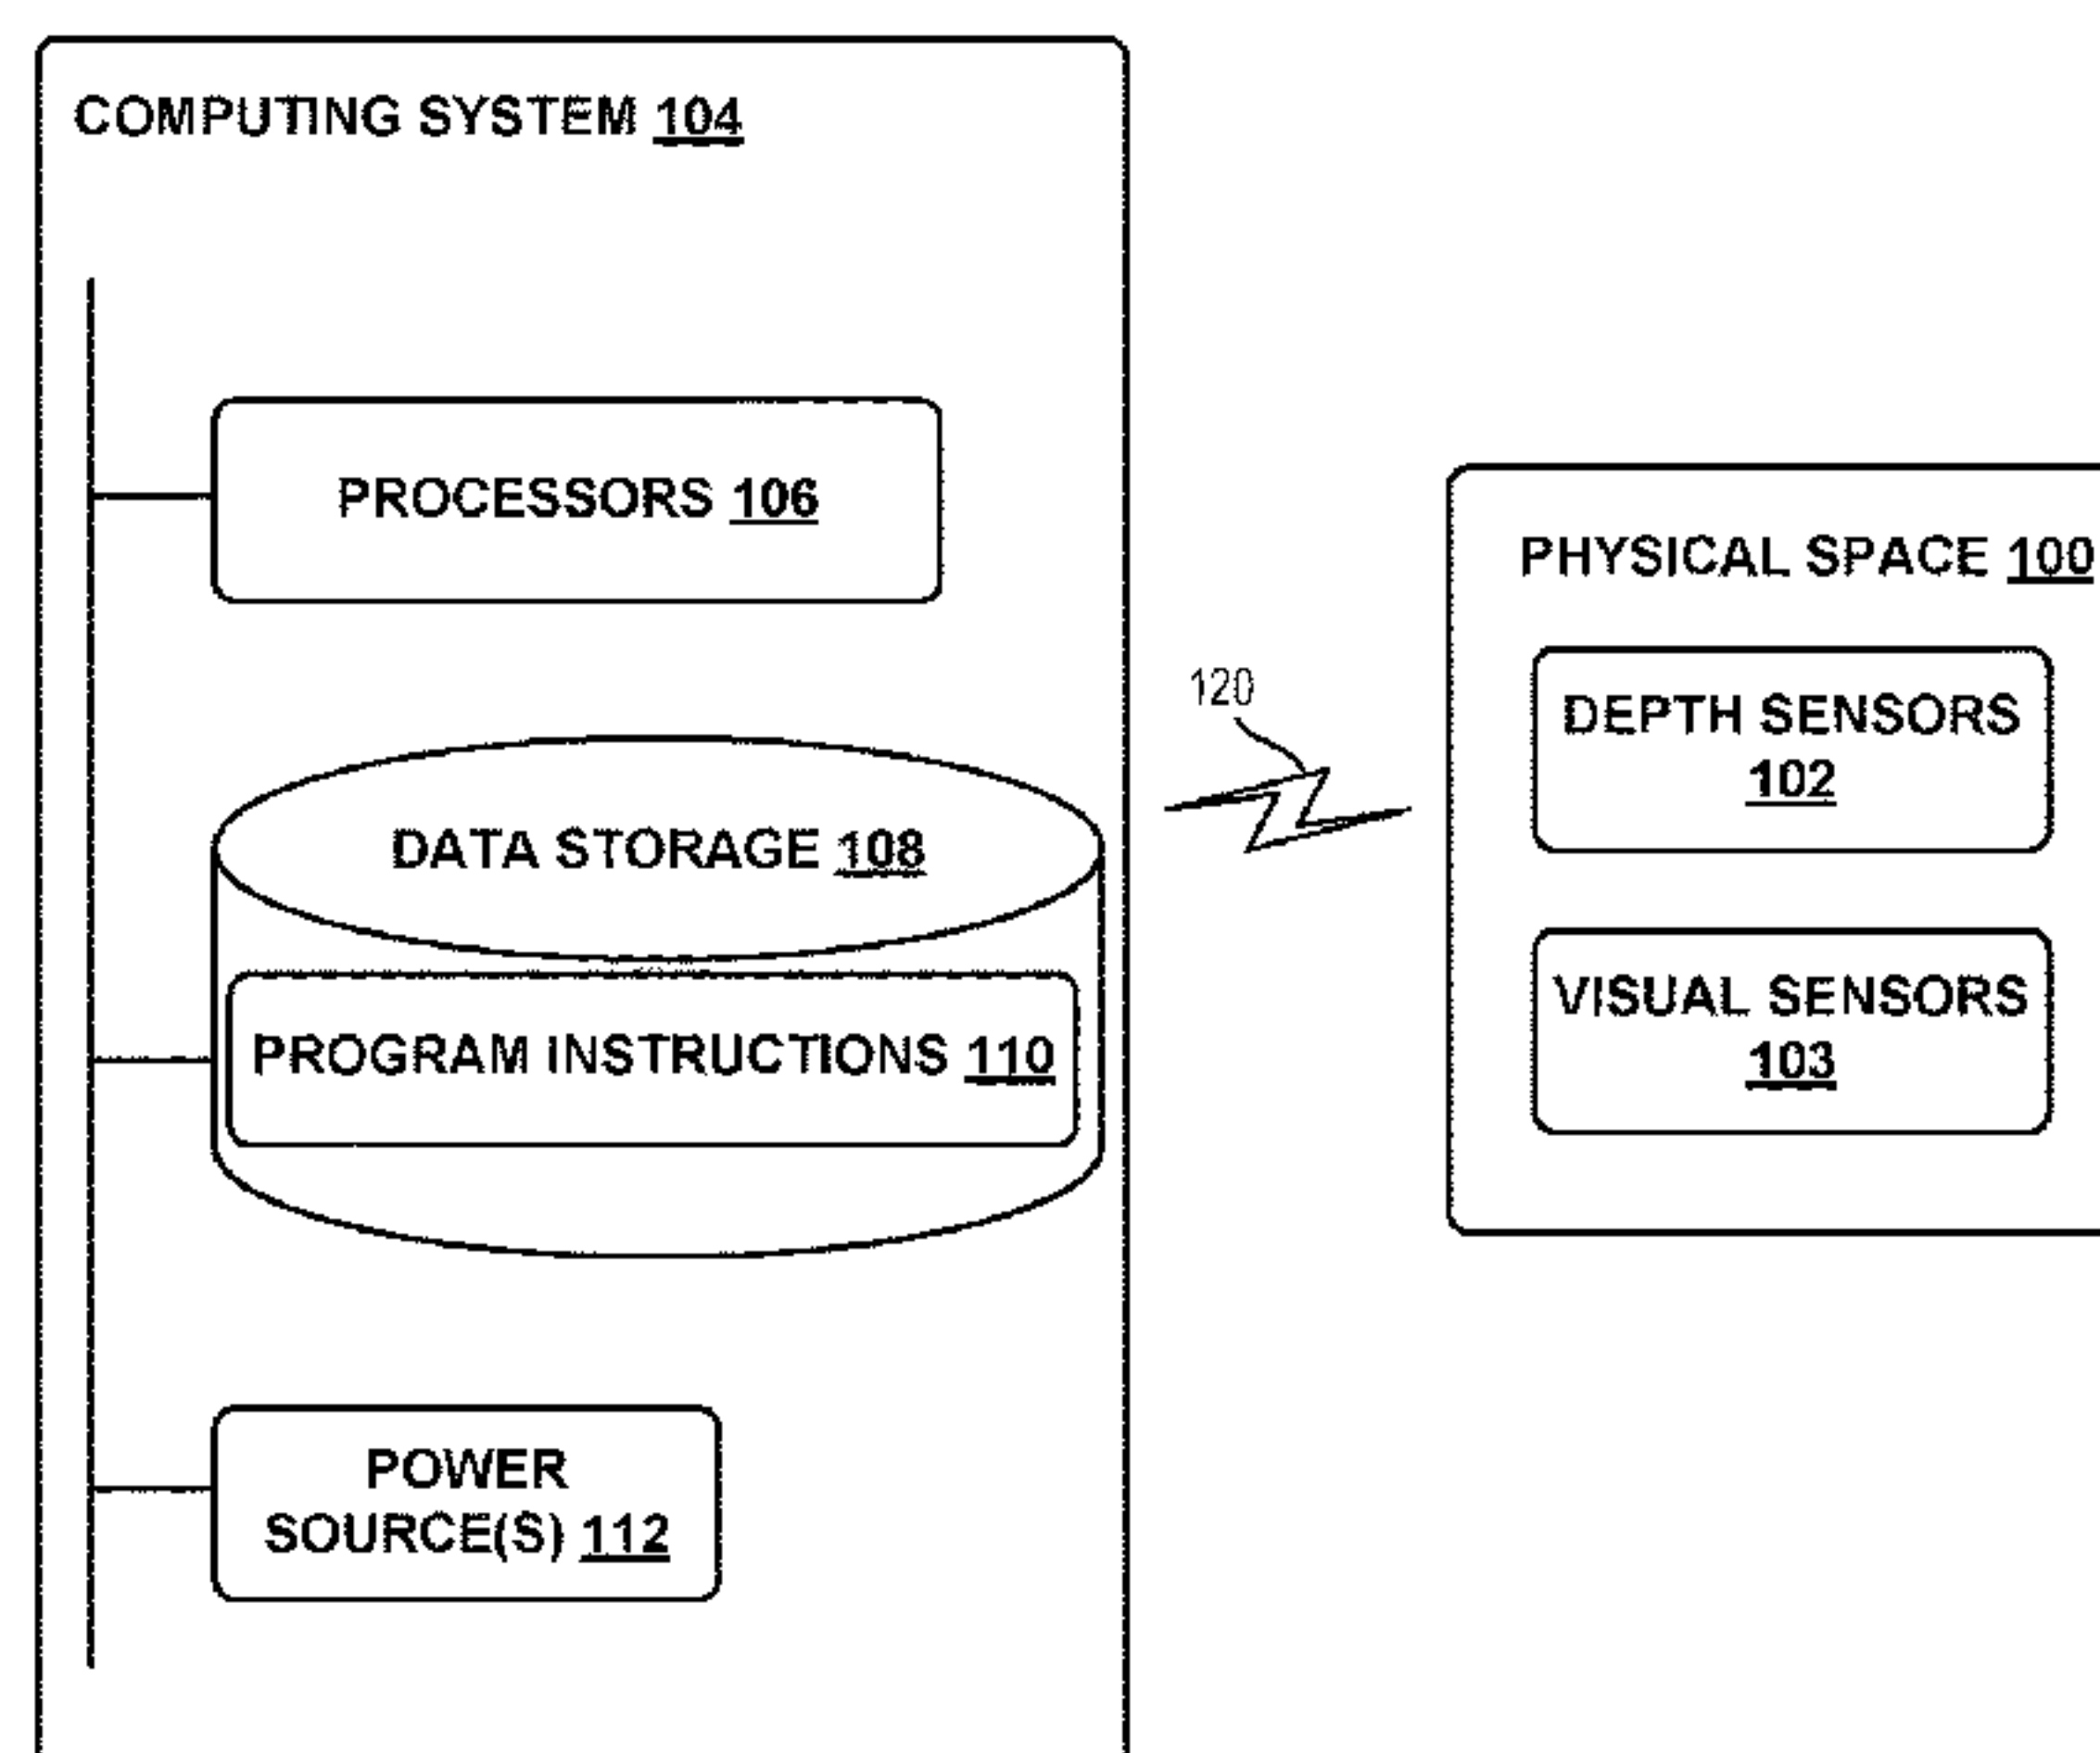 COMPUTING SYSTEM 104
PROCESSORS 106
DATA STORAGE 108
PROGRAM INSTRUCTIONS 110
POWER
SOURCE(S) 112
120
PHYSICAL SPACE 100
DEPTH SENSORS
102
VISUAL SENSORS
103